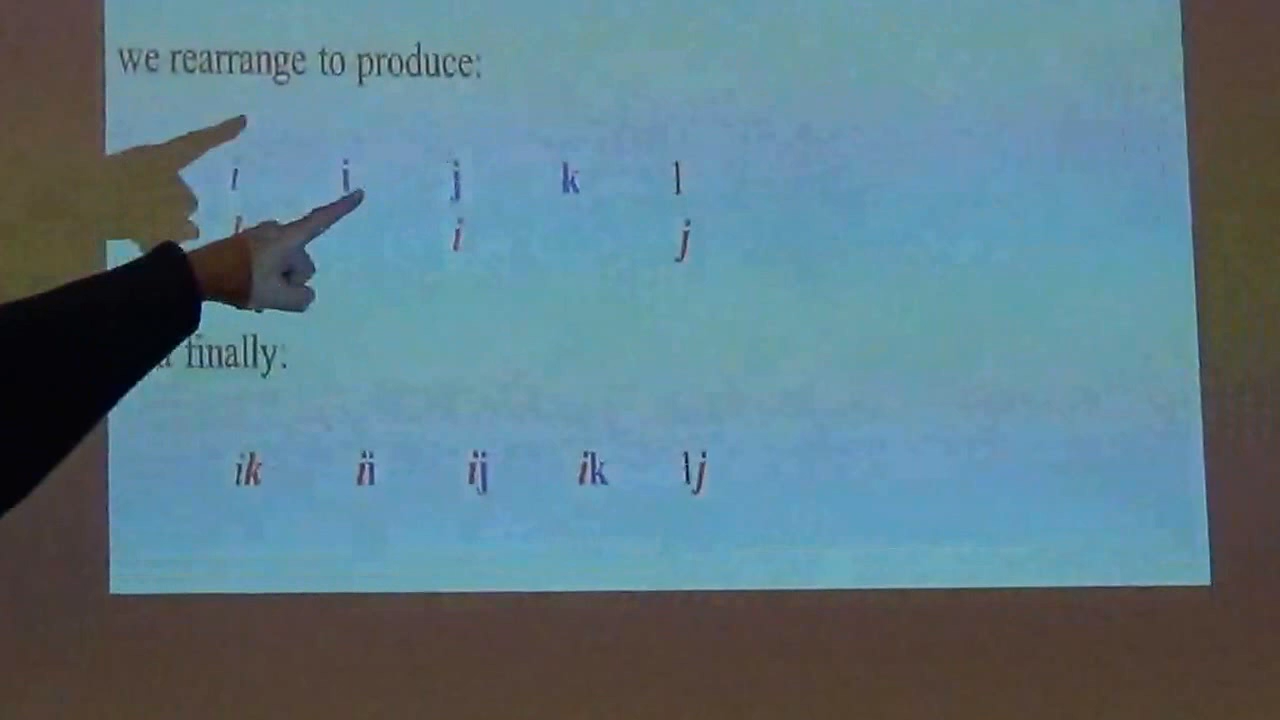 we rearrange to produce:
i i j k l
i j
finally:
ik ii ij ik lj